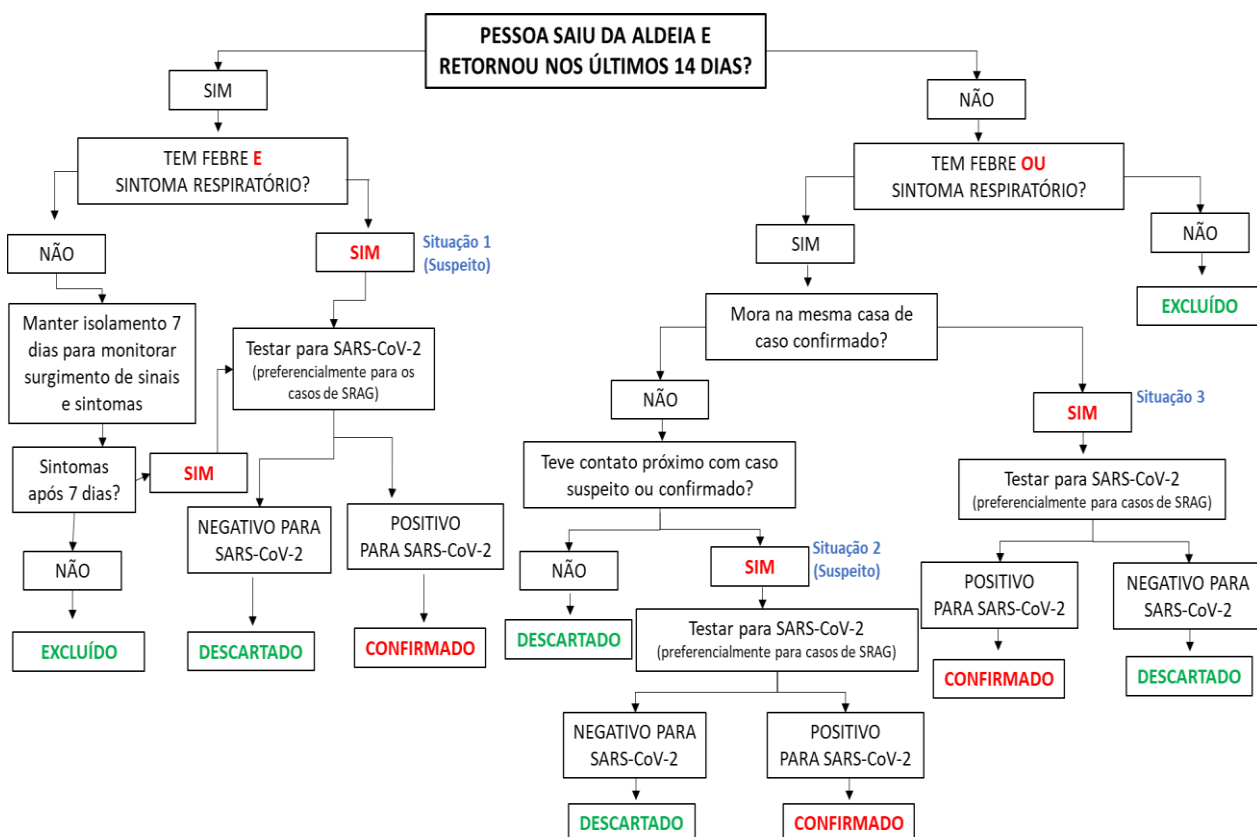 PESSOA SAIU DA ALDEIA E
RETORNOU NOS ÚLTIMOS 14 DIAS?
SIM
TEM FEBRE E
SINTOMA RESPIRATÓRIO?
NÃO
SIM
Situação 1
(Suspeito)
Manter isolamento 7
dias para monitorar
surgimento de sinais
e sintomas
Testar para SARS-CoV-2
(preferencialmente para os
casos de SRAG)
Sintomas
após 7 dias?
SIM
NÃO
EXCLUÍDO
NEGATIVO PARA
SARS-CoV-2
DESCARTADO
POSITIVO
PARA SARS-CoV-2
CONFIRMADO
NÃO
TEM FEBRE OU
SINTOMA RESPIRATÓRIO?
SIM
NÃO
EXCLUÍDO
Mora na mesma casa de
caso confirmado?
NÃO
SIM
Situação 3
Teve contato próximo com caso
suspeito ou confirmado?
NÃO
DESCARTADO
SIM
Situação 2
(Suspeito)
Testar para SARS-CoV-2
(preferencialmente para casos de SRAG)
NEGATIVO PARA
SARS-CoV-2
DESCARTADO
POSITIVO
PARA SARS-CoV-2
CONFIRMADO
Testar para SARS-CoV-2
(preferencialmente para casos de SRAG)
POSITIVO
PARA SARS-CoV-2
CONFIRMADO
NEGATIVO PARA
SARS-CoV-2
DESCARTADO